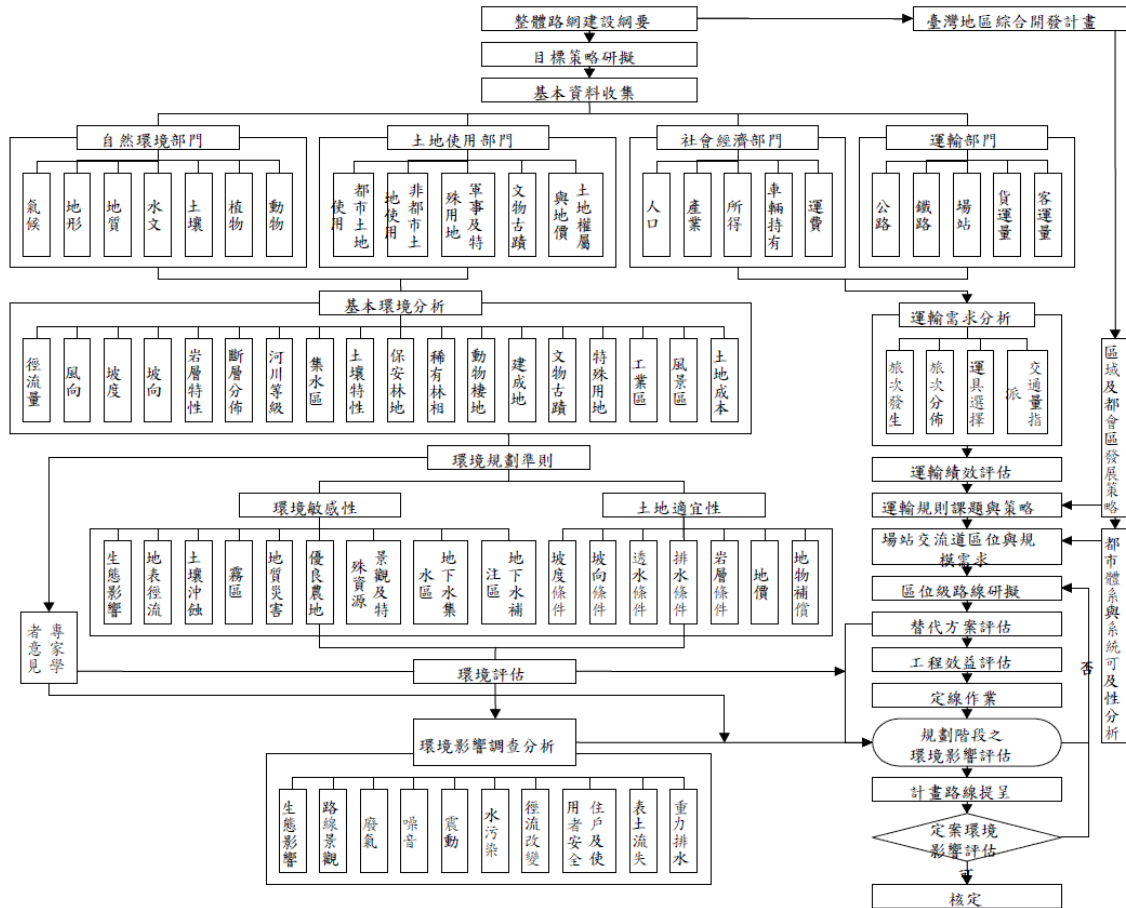 整體路網建設綱要
臺灣地區綜合開發計畫
目標策略研擬
基本資料收集
自然環境部門
土地使用部門
社會經濟部門
運輸部門
氣候
地形
地質
水文
土壤
植物
動物
都市土地
使用
非都市土
地使用
軍事及特
殊用地
文物古蹟
土地權屬
與地價
人口
產業
所得
車輛持有
運費
公路
鐵路
場站
貨運量
客運量
基本環境分析
運輸需求分析
徑流量
風向
坡度
坡向
岩層特性
斷層分佈
河川等級
集水區
土壤特性
保安林地
稀有林相
動物棲地
建成地
文物古蹟
特殊用地
工業區
風景區
土地成本
旅次發生
旅次分佈
運具選擇
交通量指
派
區域及都會區發展策略
環境規劃準則
運輸績效評估
環境敏感性
土地適宜性
運輸規則課題與策略
生態影響
地表徑流
土壤沖蝕
霧區
地質災害
優良農地
景觀及特
殊資源
地下水集
水區
地下水補
注區
坡度條件
坡向條件
透水條件
排水條件
岩層條件
地價
地物補償
場站交流道區位與規
模需求
都市體系與系統可及性分析
區位級路線研擬
專家學
者意見
替代方案評估
環境評估
工程效益評估
否
定線作業
環境影響調查分析
規劃階段之
環境影響評估
生態影響
路線景觀
廢氣
噪音
震動
水污染
徑流改變
住戶及使
用者安全
表土流失
重力排水
計畫路線提呈
定案環境
影響評估
可
核定